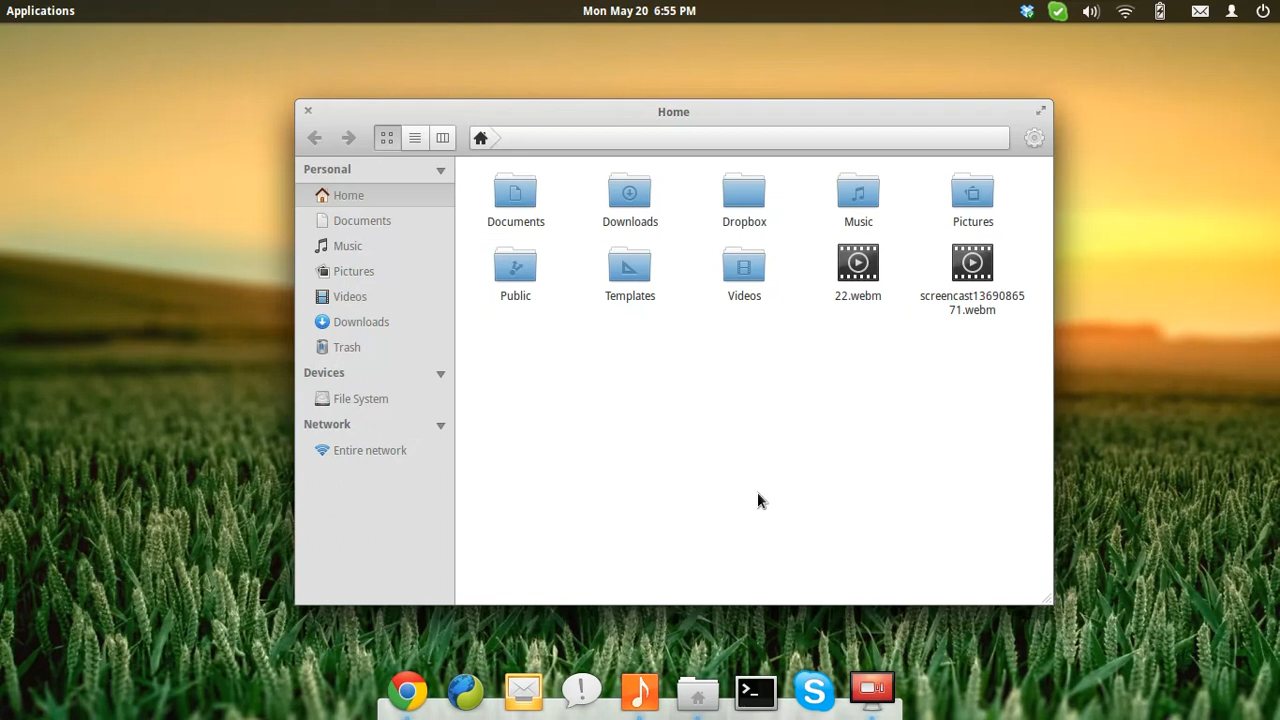 Applications
Mon May 20 6:55 PM
Home
Personal
Home
Documents
Music
Pictures
Videos
Downloads
Trash
Devices
File System
Network
Entire network
Documents
Downloads
Dropbox
Music
Pictures
Public
Templates
Videos
22.webm
screencast13690865
71.webm